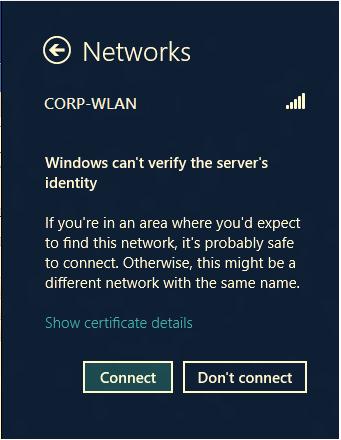 Networks
CORP-WLAN
Windows can't verify the server's
identity
If you're in an area where you'd expect
to find this network, it's probably safe
to connect. Otherwise, this might be a
different network with the same name.
Show certificate details
Connect Don't connect